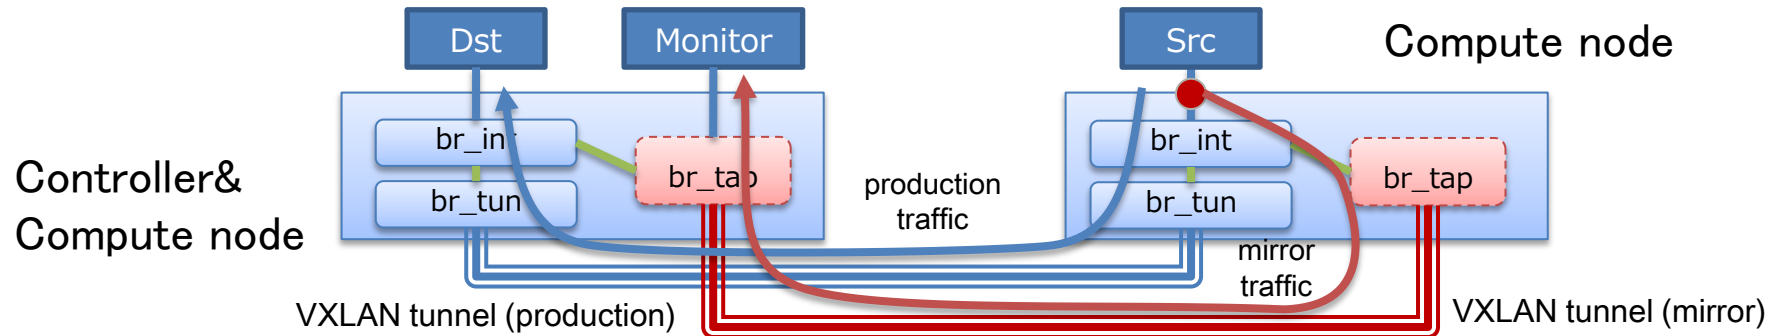 Dst
Monitor
Src
Compute node
br_int
br_tap
br_tun
Controller&
Compute node
production
traffic
br_int
br_tap
br_tun
mirror
traffic
VXLAN tunnel (production)
VXLAN tunnel (mirror)